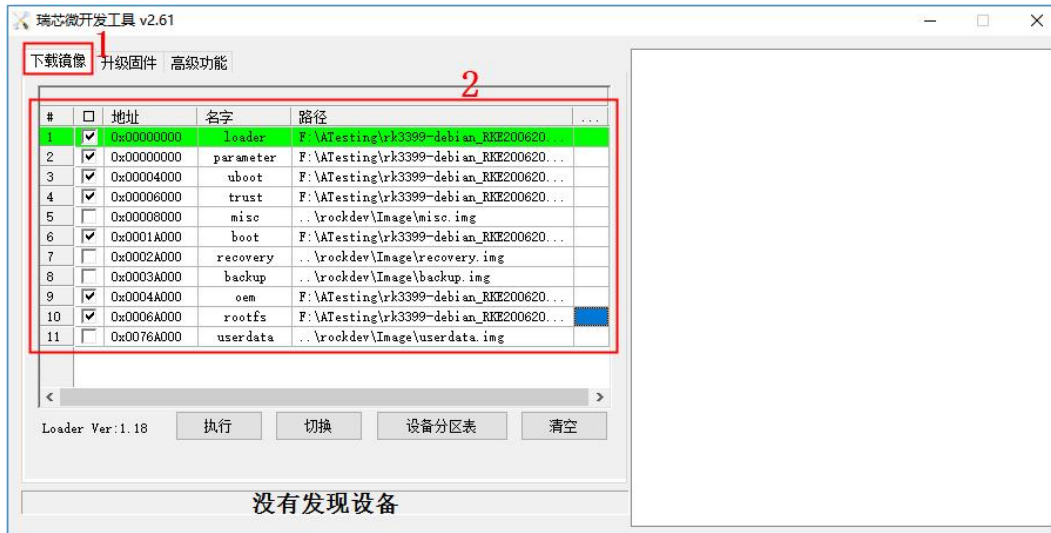 瑞芯微开发工具 v2.61
1
下载镜像 升级固件 高级功能
2
# 地址 名字 路径 ...
1 0x00000000 loader F:\ATesting\rk3399-debian_RKE200620...
2 0x00000000 parameter F:\ATesting\rk3399-debian_RKE200620...
3 0x00004000 uboot F:\ATesting\rk3399-debian_RKE200620...
4 0x00006000 trust F:\ATesting\rk3399-debian_RKE200620...
5 0x00008000 misc ..\rockdev\Image\misc.img
6 0x0001A000 boot F:\ATesting\rk3399-debian_RKE200620...
7 0x0002A000 recovery ..\rockdev\Image\recovery.img
8 0x0003A000 backup ..\rockdev\Image\backup.img
9 0x0004A000 oem F:\ATesting\rk3399-debian_RKE200620...
10 0x0006A000 rootfs F:\ATesting\rk3399-debian_RKE200620...
11 0x0076A000 userdata ..\rockdev\Image\userdata.img
Loader Ver:1.18 执行 切换 设备分区表 清空
没有发现设备